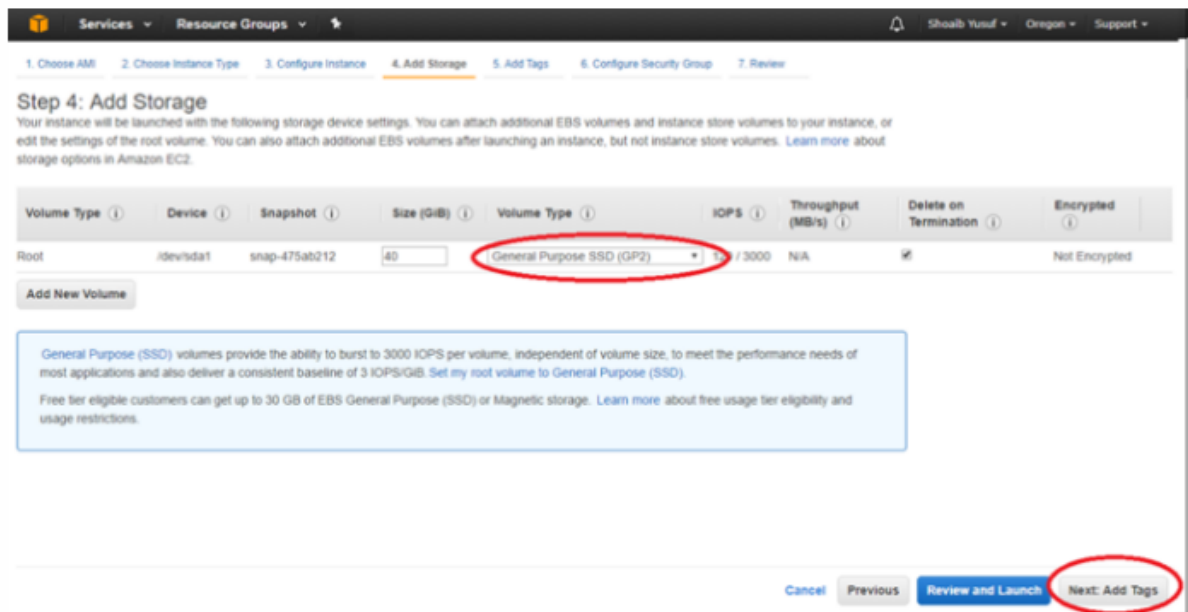 Services Resource Groups Shoaib Yusuf Oregon Support
1. Choose AMI 2. Choose Instance Type 3. Configure Instance 4. Add Storage 5. Add Tags 6. Configure Security Group 7. Review
Step 4: Add Storage
Your instance will be launched with the following storage device settings. You can attach additional EBS volumes and instance store volumes to your instance, or
edit the settings of the root volume. You can also attach additional EBS volumes after launching an instance, but not instance store volumes. Learn more about
storage options in Amazon EC2.
Volume Type Device Snapshot Size (GiB) Volume Type IOPS Throughput (MB/s) Delete on Termination Encrypted
Root /dev/sda1 snap-475ab212 40 General Purpose SSD (GP2) / 3000 N/A Not Encrypted
Add New Volume
General Purpose (SSD) volumes provide the ability to burst to 3000 IOPS per volume, independent of volume size, to meet the performance needs of
most applications and also deliver a consistent baseline of 3 IOPS/GiB. Set my root volume to General Purpose (SSD).
Free tier eligible customers can get up to 30 GB of EBS General Purpose (SSD) or Magnetic storage. Learn more about free usage tier eligibility and
usage restrictions.
Cancel Previous Review and Launch Next: Add Tags